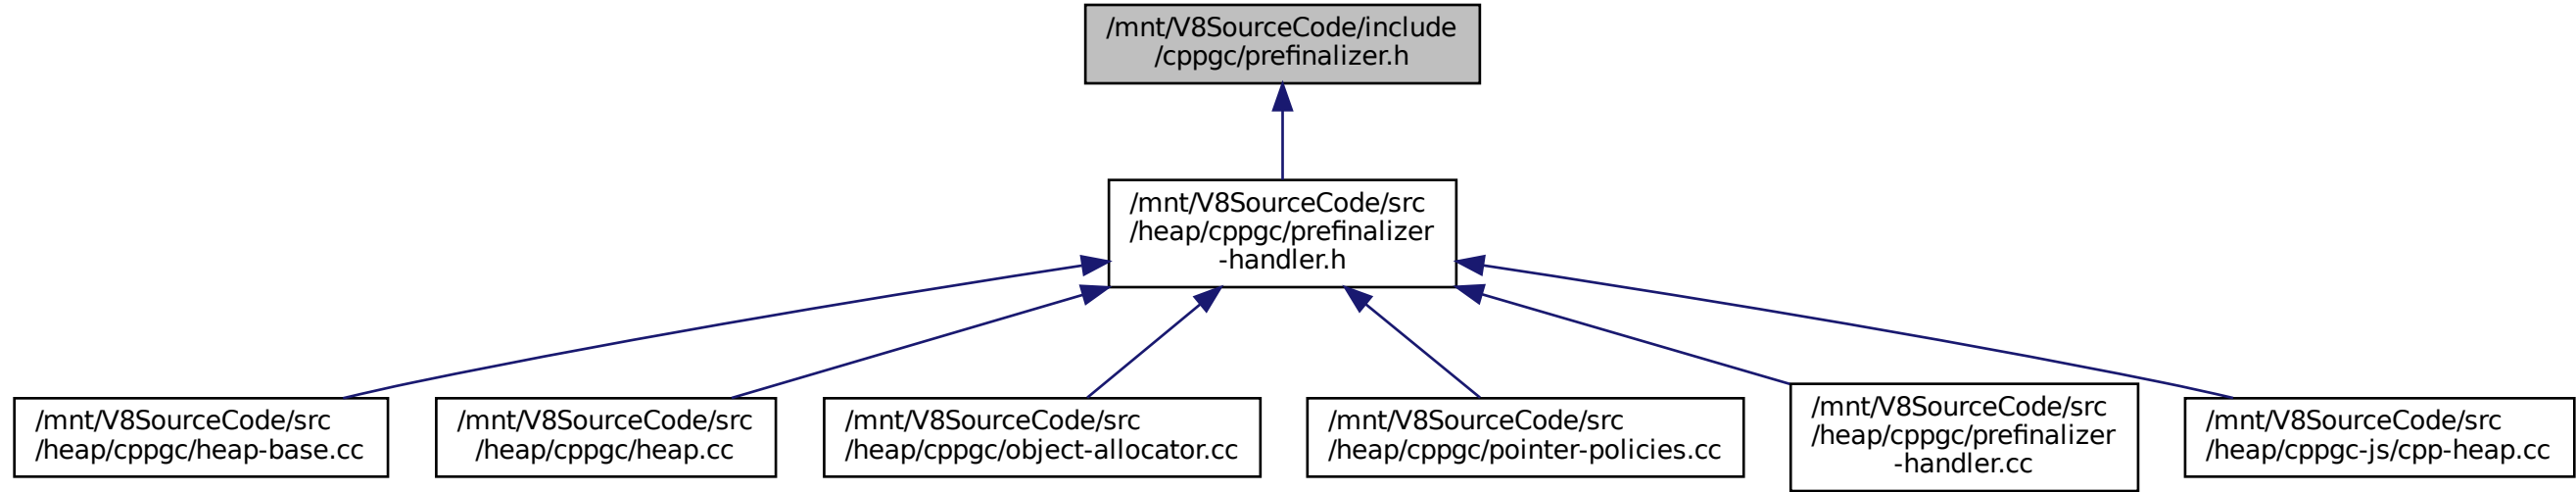 /mnt/V8SourceCode/include
/cppgc/prefinalizer.h
/mnt/V8SourceCode/src
/heap/cppgc/prefinalizer
-handler.h
/mnt/V8SourceCode/src
/heap/cppgc/heap-base.cc
/mnt/V8SourceCode/src
/heap/cppgc/heap.cc
/mnt/V8SourceCode/src
/heap/cppgc/object-allocator.cc
/mnt/V8SourceCode/src
/heap/cppgc/pointer-policies.cc
/mnt/V8SourceCode/src
/heap/cppgc/prefinalizer
-handler.cc
/mnt/V8SourceCode/src
/heap/cppgc-js/cpp-heap.cc